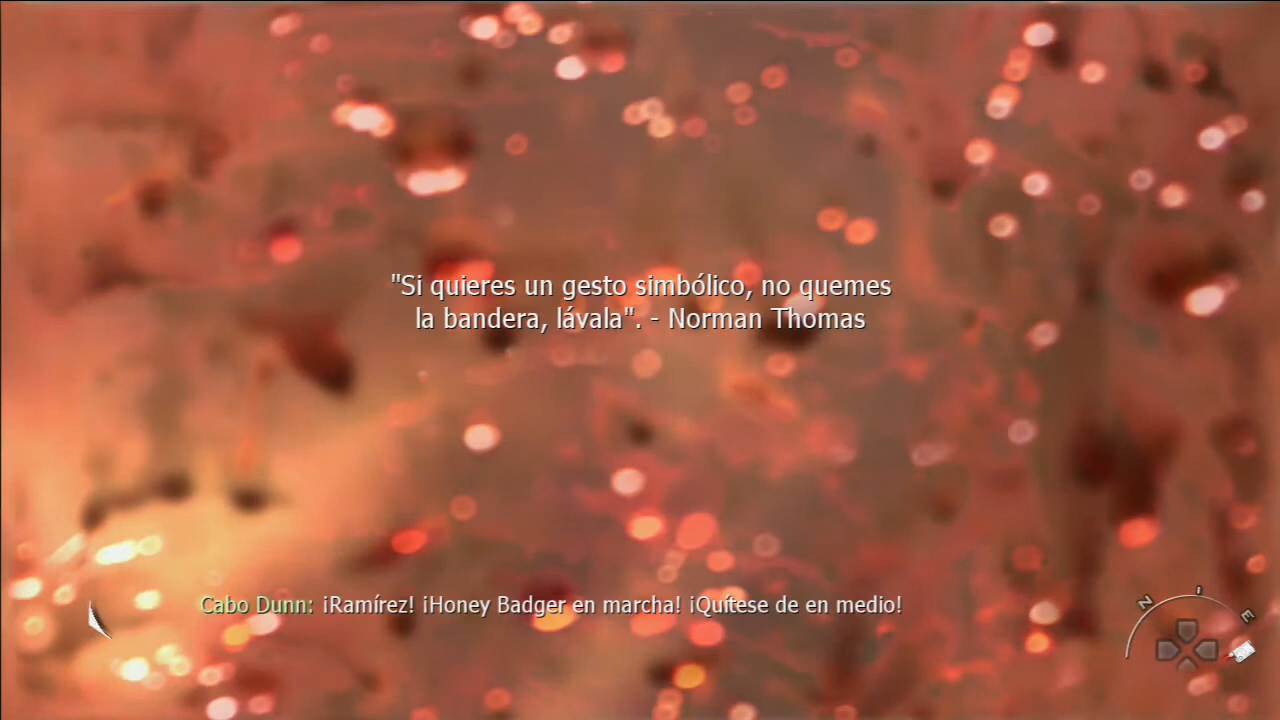 "Si quieres un gesto simbólico, no quemes
la bandera, lávala". - Norman Thomas
Cabo Dunn: ¡Ramírez! ¡Honey Badger en marcha! ¡Quítese de en medio!
N
E